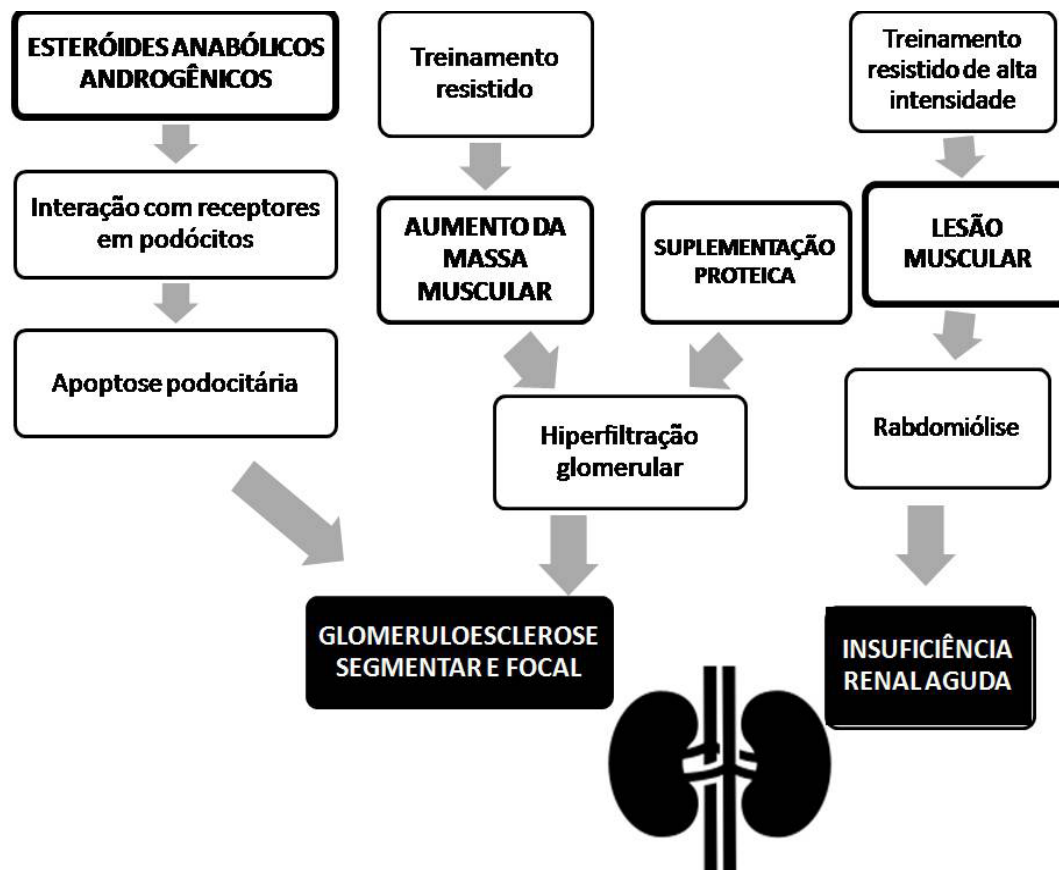 ESTERÓIDES ANABÓLICOS
ANDROGÊNICOS
Interação com receptores
em podócitos
Apoptose podocitária
Treinamento
resistido
AUMENTO DA
MASSA
MUSCULAR
SUPLEMENTAÇÃO
PROTEICA
Hiperfiltração
glomerular
GLOMERULOESCLEROSE
SEGMENTAR E FOCAL
Treinamento
resistido de alta
intensidade
LESÃO
MUSCULAR
Rabdomiólise
INSUFICIÊNCIA
RENAL AGUDA